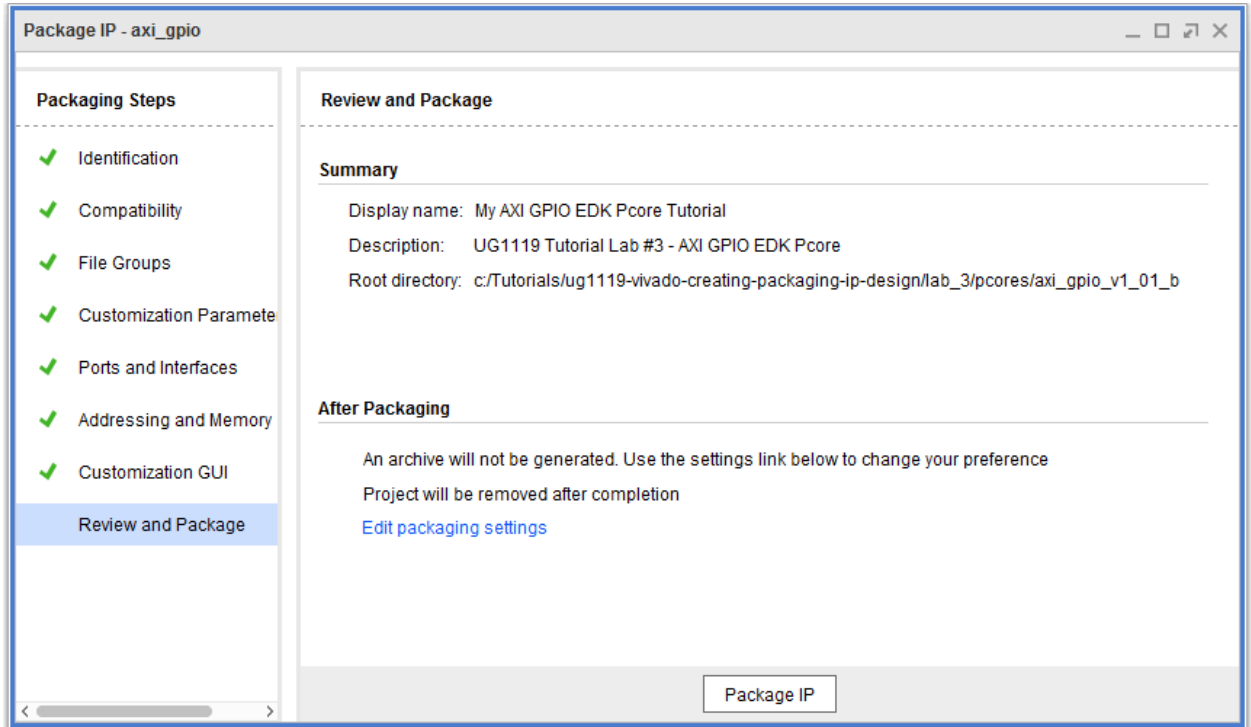 Package IP - axi_gpio
Packaging Steps
Identification
Compatibility
File Groups
Customization Paramete
Ports and Interfaces
Addressing and Memory
Customization GUI
Review and Package
Review and Package
Summary
Display name: My AXI GPIO EDK Pcore Tutorial
Description: UG1119 Tutorial Lab #3 - AXI GPIO EDK Pcore
Root directory: c:/Tutorials/ug1119-vivado-creating-packaging-ip-design/lab_3/pcores/axi_gpio_v1_01_b
After Packaging
An archive will not be generated. Use the settings link below to change your preference
Project will be removed after completion
Edit packaging settings
Package IP